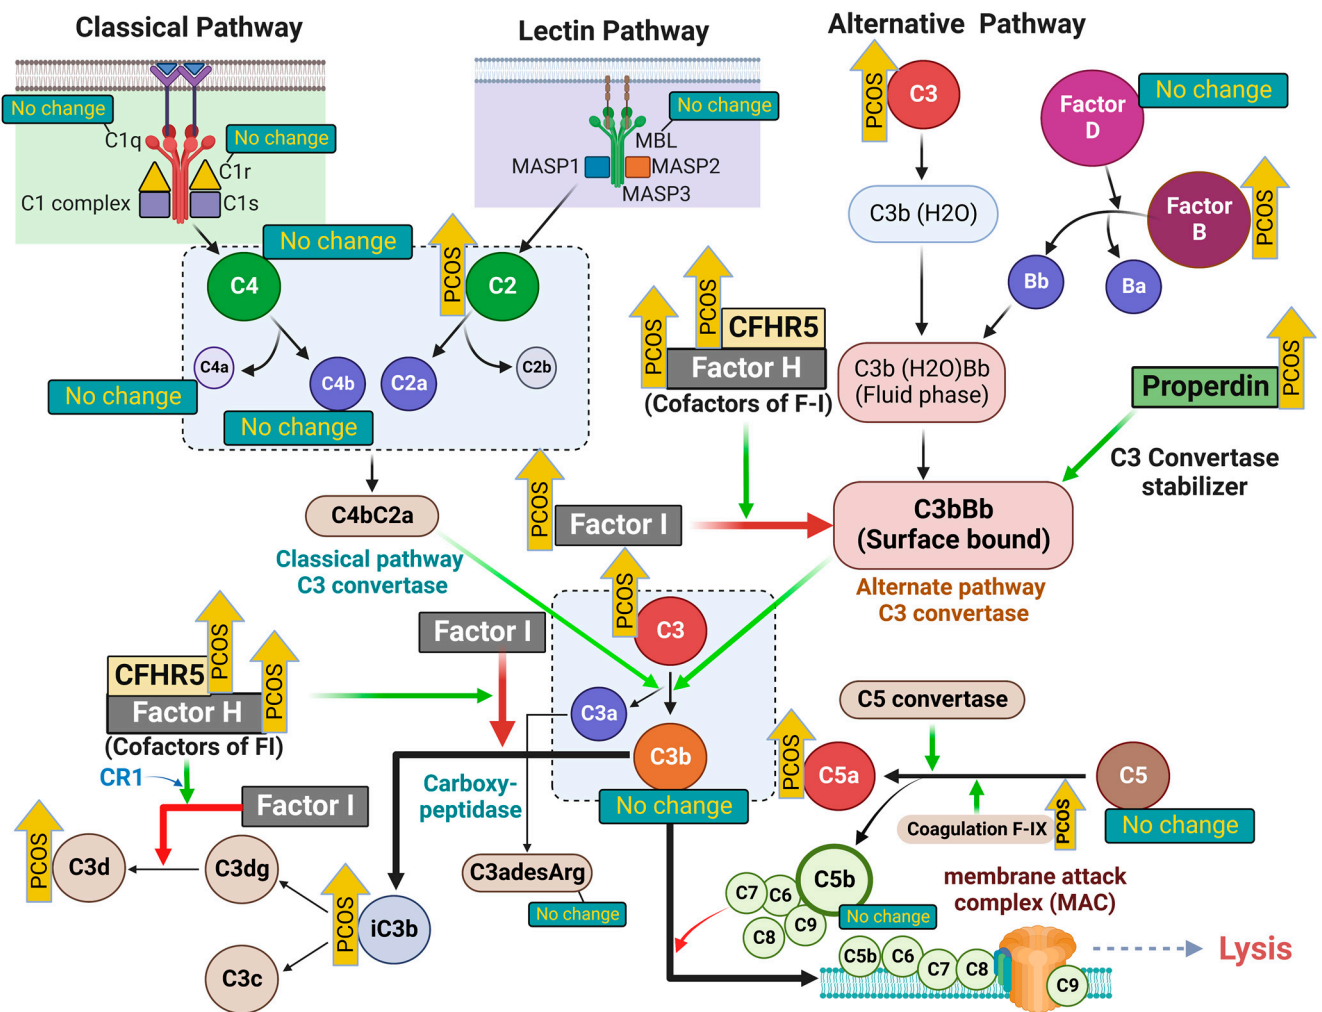 Classical Pathway
Lectin Pathway
Alternative Pathway
No change
C1q
No change
C1r
C1 complex
C1s
No change
MBL
MASP1
MASP2
MASP3
PCOS
C3
Factor
D
No change
C3b (H2O)
Factor
B
PCOS
Bb
Ba
No change
C4
PCOS
C2
C4a
C4b
C2a
C2b
No change
No change
PCOS
PCOS
CFHR5
Factor H
(Cofactors of F-I)
C3b (H2O)Bb
(Fluid phase)
Properdin
PCOS
C3 Convertase
stabilizer
C4bC2a
Classical pathway
C3 convertase
PCOS
Factor I
C3bBb
(Surface bound)
Alternate pathway
C3 convertase
PCOS
C3
Factor I
PCOS
CFHR5
Factor H
PCOS
(Cofactors of FI)
CR1
Factor I
C3a
C3b
No change
Carboxy-
peptidase
C5 convertase
PCOS
C5a
C5
Coagulation F-IX
PCOS
No change
PCOS
C3d
C3dg
C3adesArg
No change
PCOS
iC3b
C3c
C5b
C7
C6
C9
C8
No change
membrane attack
complex (MAC)
C5b
C6
C7
C8
C9
Lysis